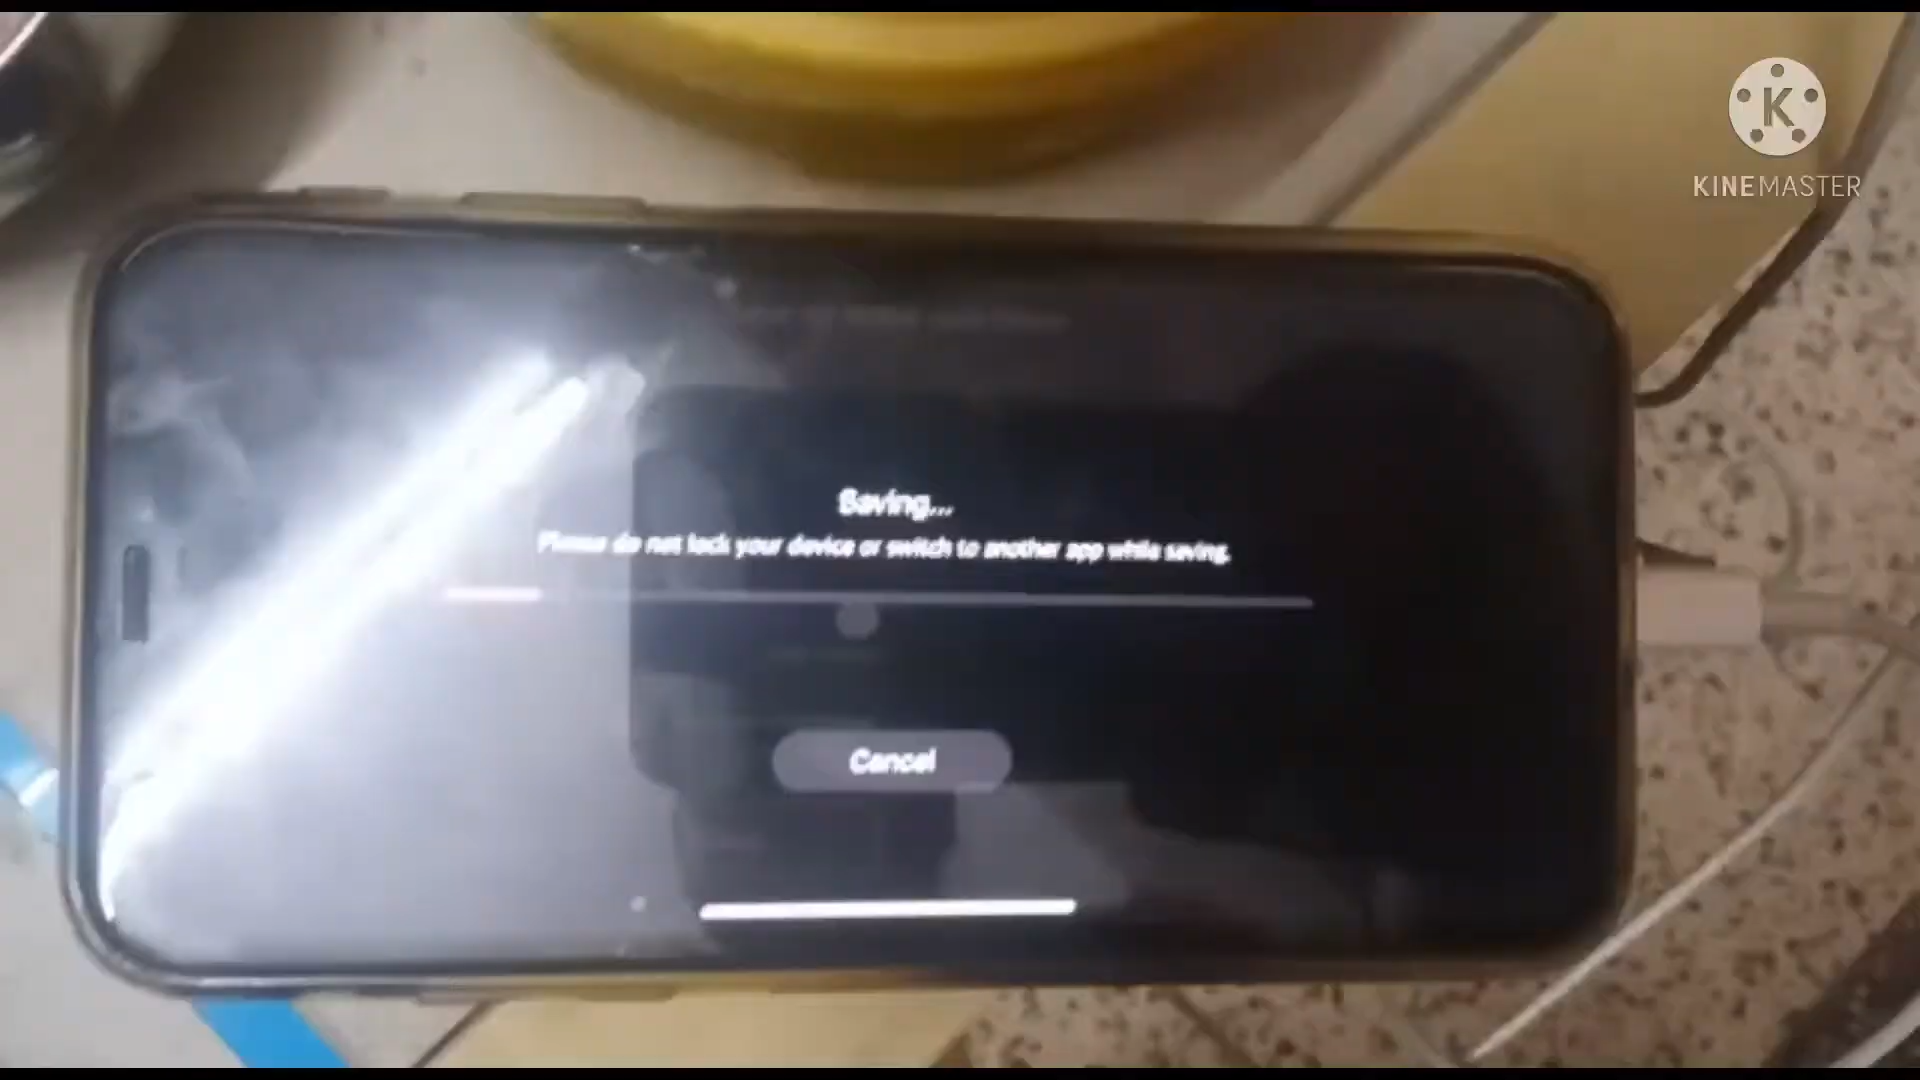 K
KINEMASTER
Saving...
Please do not lock your device or switch to another app while saving.
Cancel